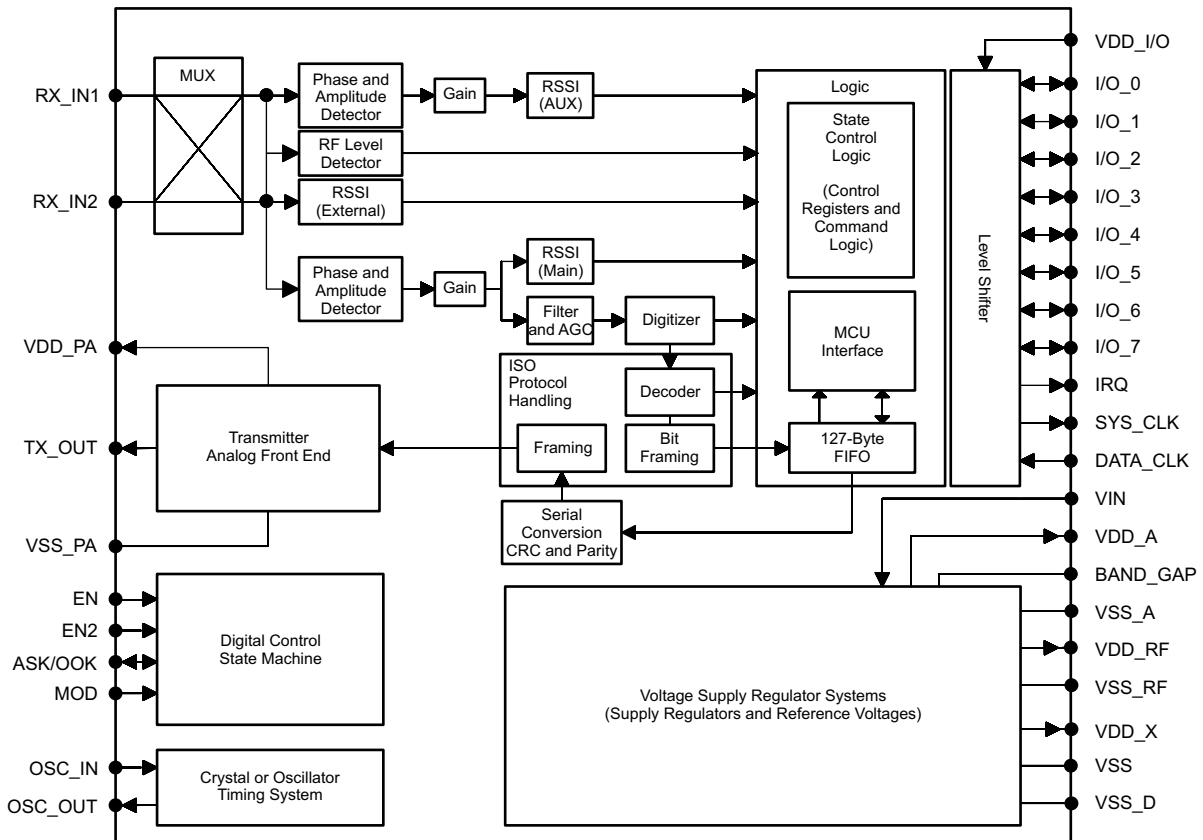 RX_IN1
RX_IN2
VDD_PA
TX_OUT
VSS_PA
EN
EN2
ASK/OOK
MOD
OSC_IN
OSC_OUT
MUX
Phase and
Amplitude
Detector
Gain
RSSI
(AUX)
RF Level
Detector
RSSI
(External)
Phase and
Amplitude
Detector
Gain
RSSI
(Main)
Filter
and AGC
Digitizer
ISO
Protocol
Handling
Decoder
Bit
Framing
Framing
Serial
Conversion
CRC and Parity
Transmitter
Analog Front End
Digital Control
State Machine
Crystal or Oscillator
Timing System
Logic
State
Control
Logic
(Control
Registers and
Command
Logic)
MCU
Interface
127-Byte
FIFO
Level Shifter
Voltage Supply Regulator Systems
(Supply Regulators and Reference Voltages)
VDD_I/O
I/O_0
I/O_1
I/O_2
I/O_3
I/O_4
I/O_5
I/O_6
I/O_7
IRQ
SYS_CLK
DATA_CLK
VIN
VDD_A
BAND_GAP
VSS_A
VDD_RF
VSS_RF
VDD_X
VSS
VSS_D